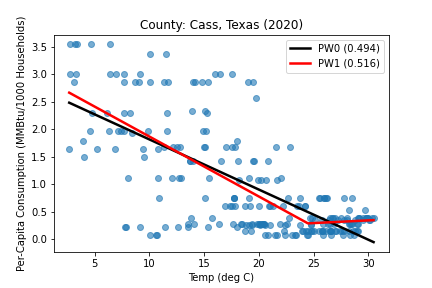 County: Cass, Texas (2020)
PW0 (0.494)
PW1 (0.516)
Per-Capita Consumption (MMBtu/1000 Households)
3.5
3.0
2.5
2.0
1.5
1.0
0.5
0.0
5 10 15 20 25 30
Temp (deg C)